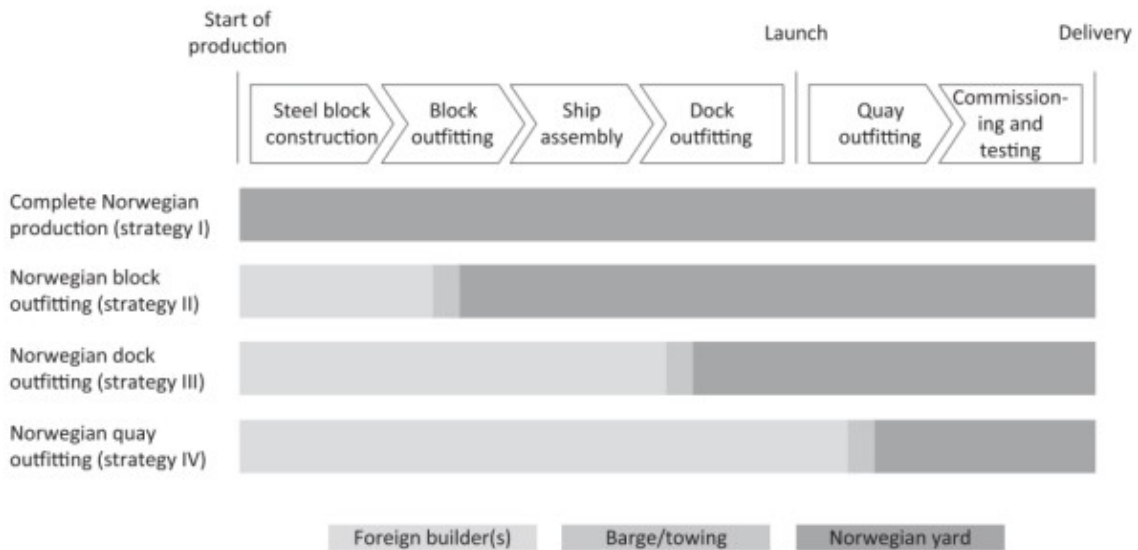 Start of
production
Launch
Delivery
Steel block
construction
Block
outfitting
Ship
assembly
Dock
outfitting
Quay
outfitting
Commission-
ing and
testing
Complete Norwegian
production (strategy I)
Norwegian block
outfitting (strategy II)
Norwegian dock
outfitting (strategy III)
Norwegian quay
outfitting (strategy IV)
Foreign builder(s)
Barge/towing
Norwegian yard